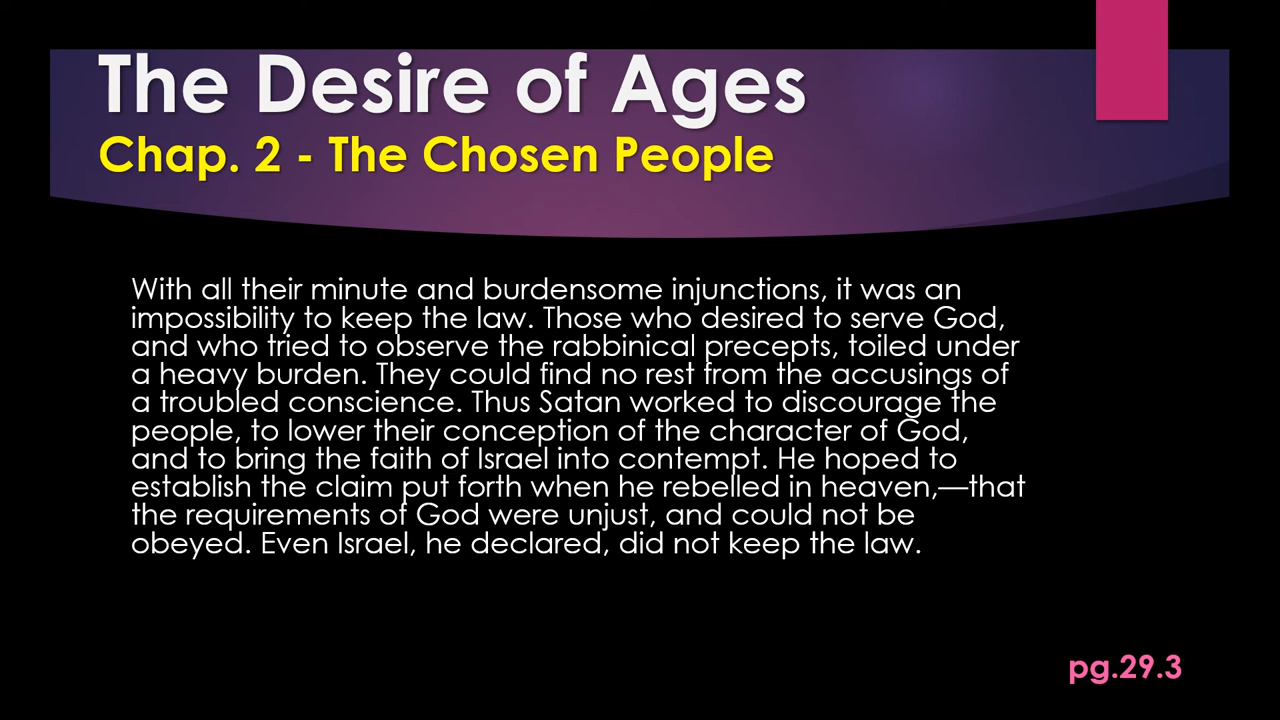 The Desire of Ages
Chap. 2 - The Chosen People
With all their minute and burdensome injunctions, it was an
impossibility to keep the law. Those who desired to serve God,
and who tried to observe the rabbinical precepts, toiled under
a heavy burden. They could find no rest from the accusings of
a troubled conscience. Thus Satan worked to discourage the
people, to lower their conception of the character of God,
and to bring the faith of Israel into contempt. He hoped to
establish the claim put forth when he rebelled in heaven,—that
the requirements of God were unjust, and could not be
obeyed. Even Israel, he declared, did not keep the law.
pg.29.3